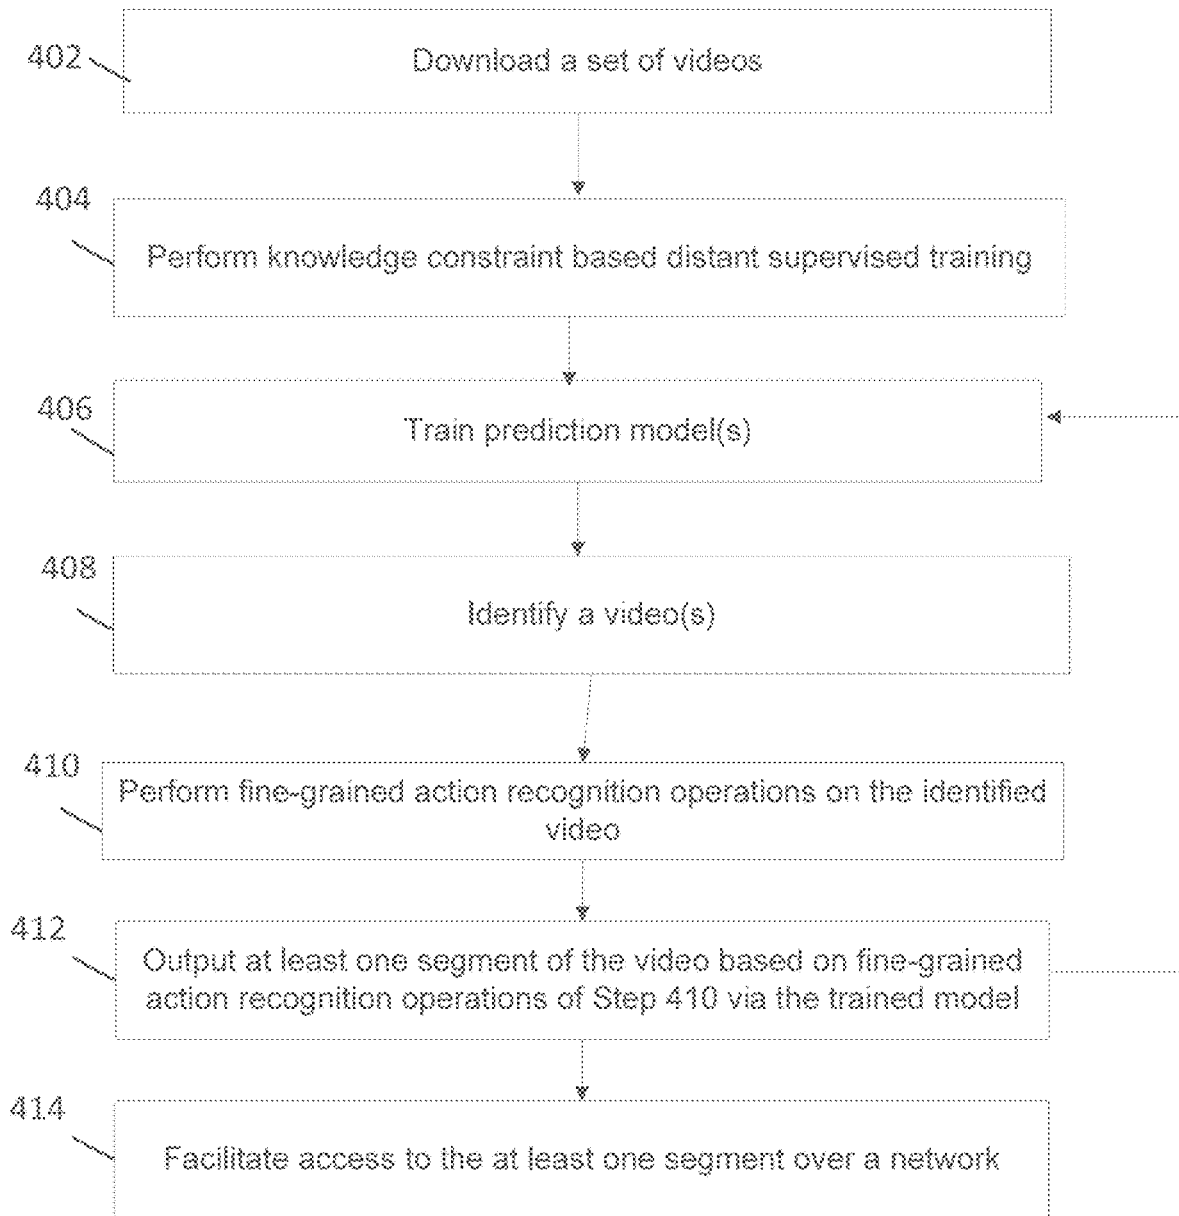 402
Download a set of videos
404
Perform knowledge constraint based distant supervised training
406
Train prediction model(s)
408
Identify a video(s)
410
Perform fine-grained action recognition operations on the identified
video
412
Output at least one segment of the video based on fine-grained
action recognition operations of Step 410 via the trained model
414
Facilitate access to the at least one segment over a network